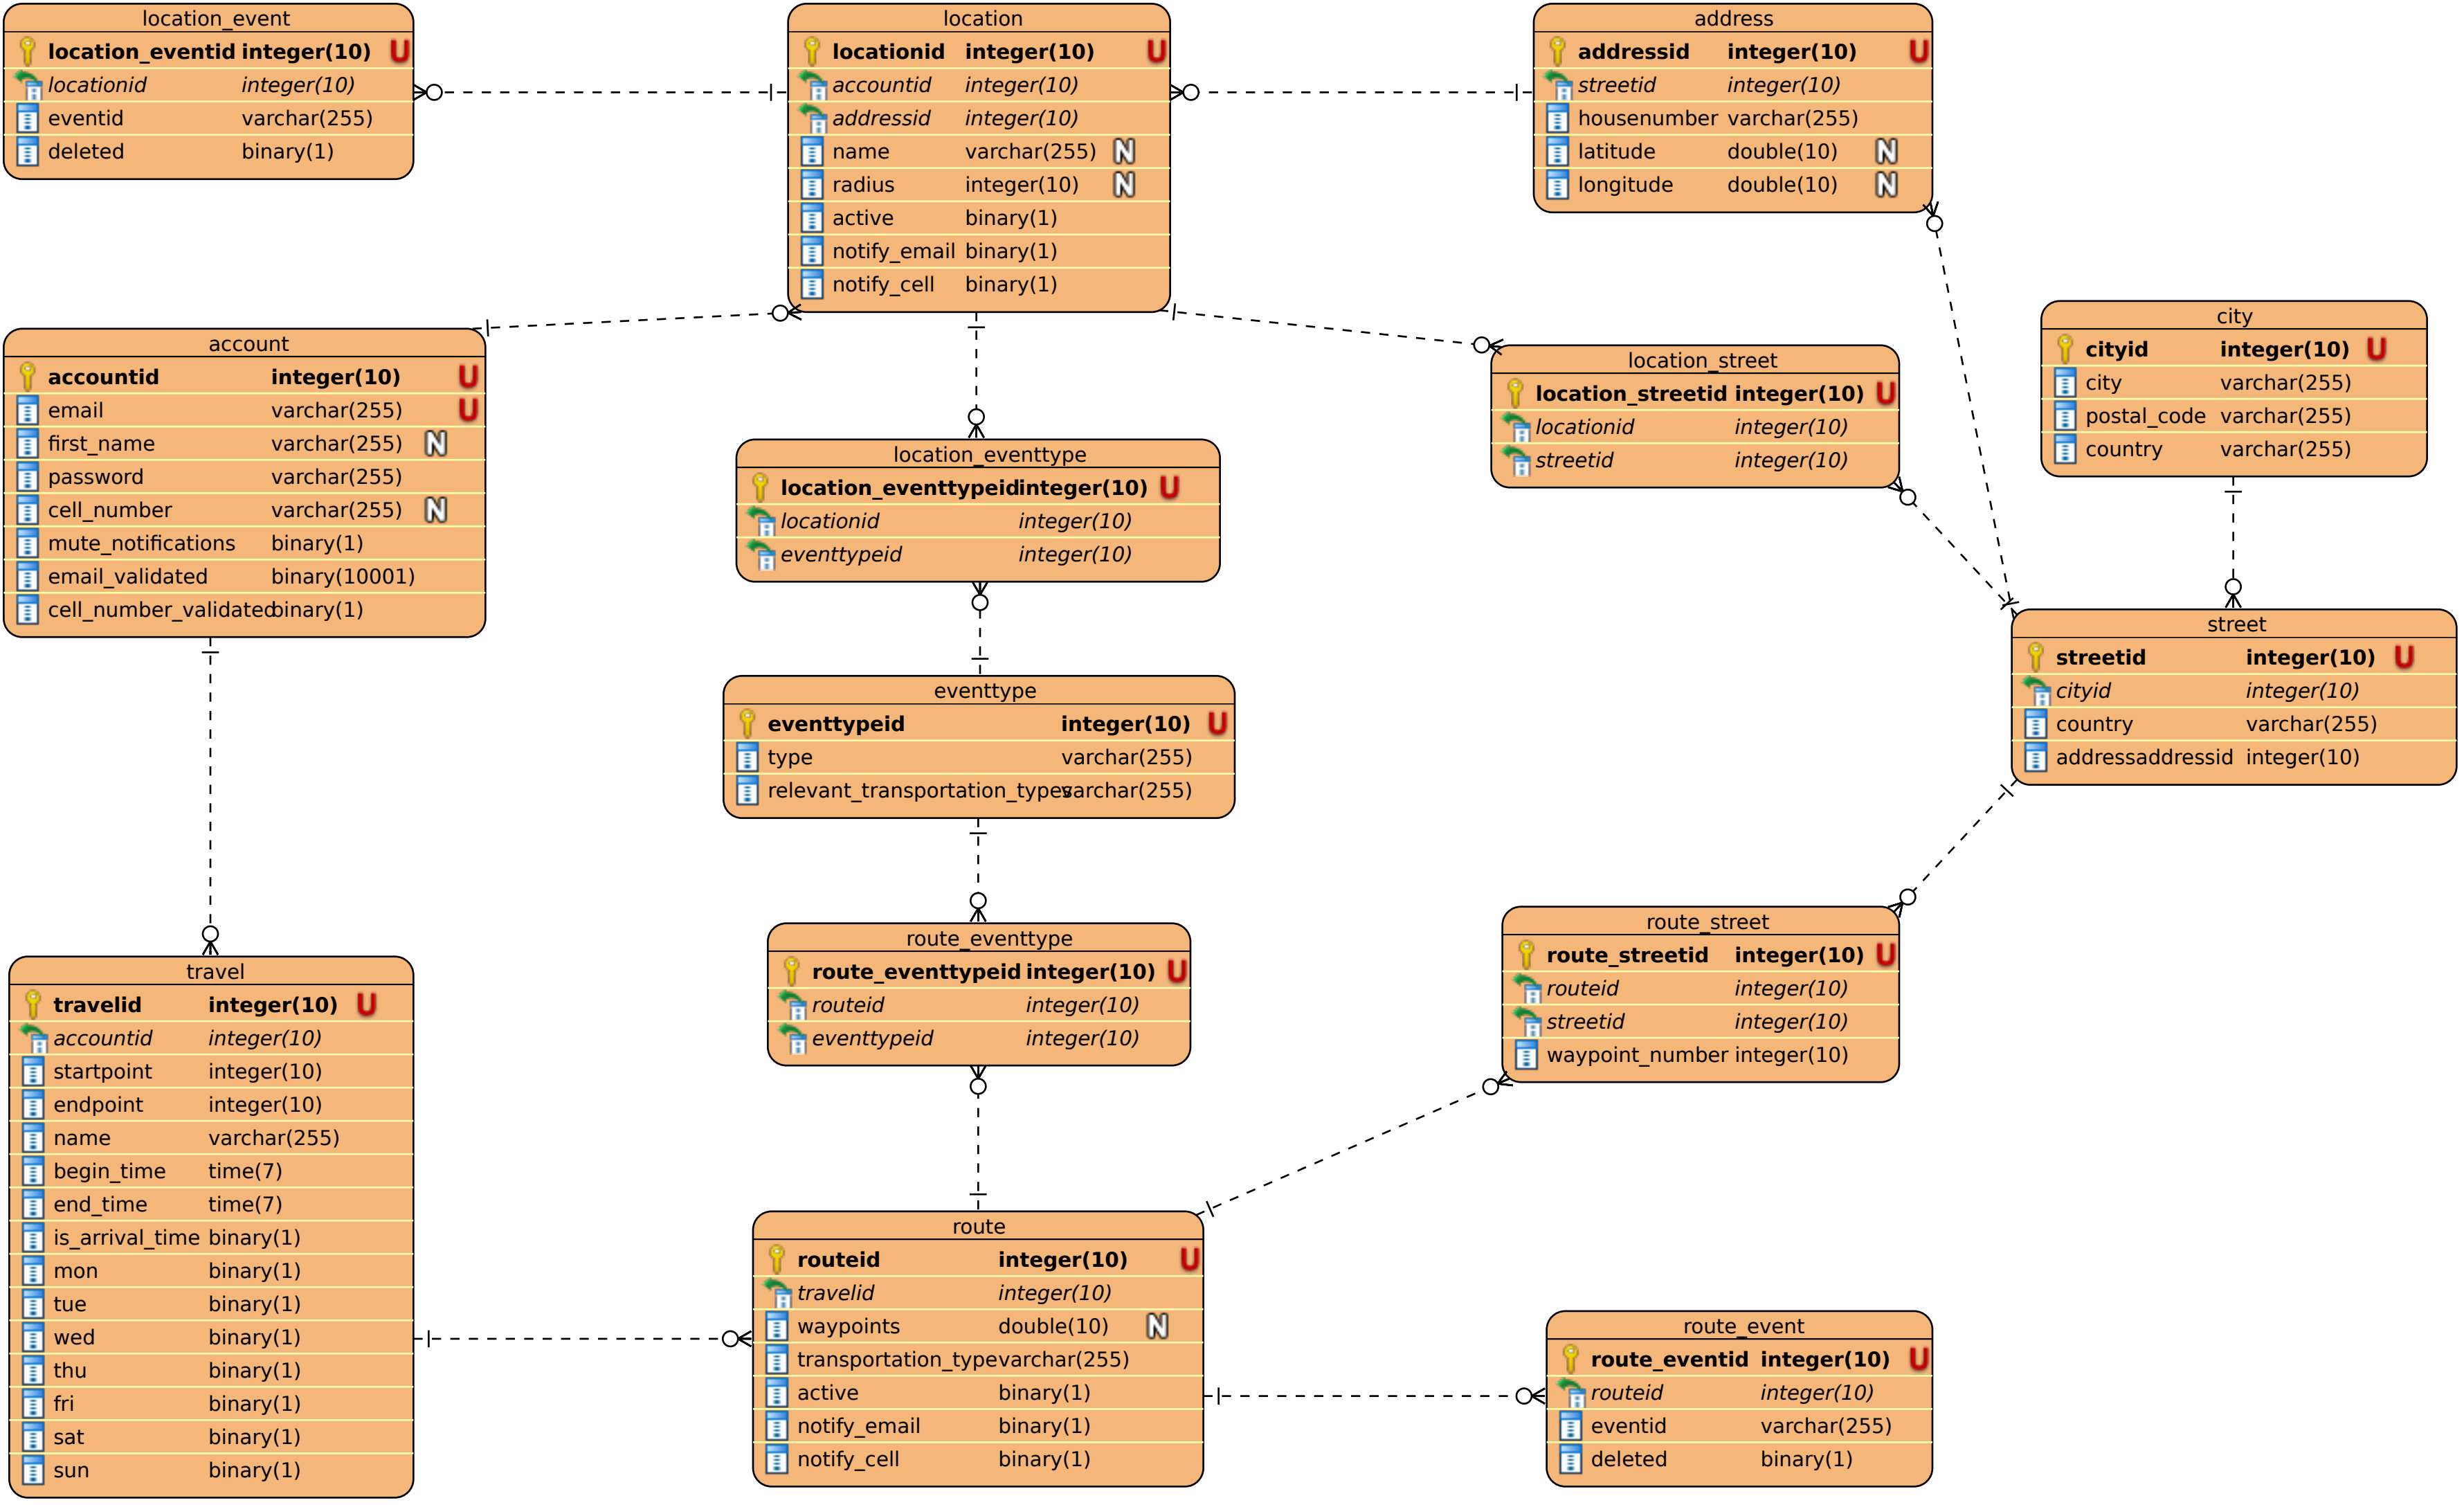 location_event
location_eventid integer(10) U
locationid integer(10)
eventid varchar(255)
deleted binary(1)
location
locationid integer(10) U
accountid integer(10)
addressid integer(10)
name varchar(255) N
radius integer(10) N
active binary(1)
notify_email binary(1)
notify_cell binary(1)
address
addressid integer(10) U
streetid integer(10)
housenumber varchar(255)
latitude double(10) N
longitude double(10) N
account
accountid integer(10) U
email varchar(255) U
first_name varchar(255) N
password varchar(255)
cell_number varchar(255) N
mute_notifications binary(1)
email_validated binary(10001)
cell_number_validated binary(1)
location_eventtype
location_eventtypeid integer(10) U
locationid integer(10)
eventtypeid integer(10)
location_street
location_streetid integer(10) U
locationid integer(10)
streetid integer(10)
city
cityid integer(10) U
city varchar(255)
postal_code varchar(255)
country varchar(255)
street
streetid integer(10) U
cityid integer(10)
country varchar(255)
addressaddressid integer(10)
eventtype
eventtypeid integer(10) U
type varchar(255)
relevant_transportation_types varchar(255)
route_eventtype
route_eventtypeid integer(10) U
routeid integer(10)
eventtypeid integer(10)
route_street
route_streetid integer(10) U
routeid integer(10)
streetid integer(10)
waypoint_number integer(10)
travel
travelid integer(10) U
accountid integer(10)
startpoint integer(10)
endpoint integer(10)
name varchar(255)
begin_time time(7)
end_time time(7)
is_arrival_time binary(1)
mon binary(1)
tue binary(1)
wed binary(1)
thu binary(1)
fri binary(1)
sat binary(1)
sun binary(1)
route
routeid integer(10) U
travelid integer(10)
waypoints double(10) N
transportation_type varchar(255)
active binary(1)
notify_email binary(1)
notify_cell binary(1)
route_event
route_eventid integer(10) U
routeid integer(10)
eventid varchar(255)
deleted binary(1)